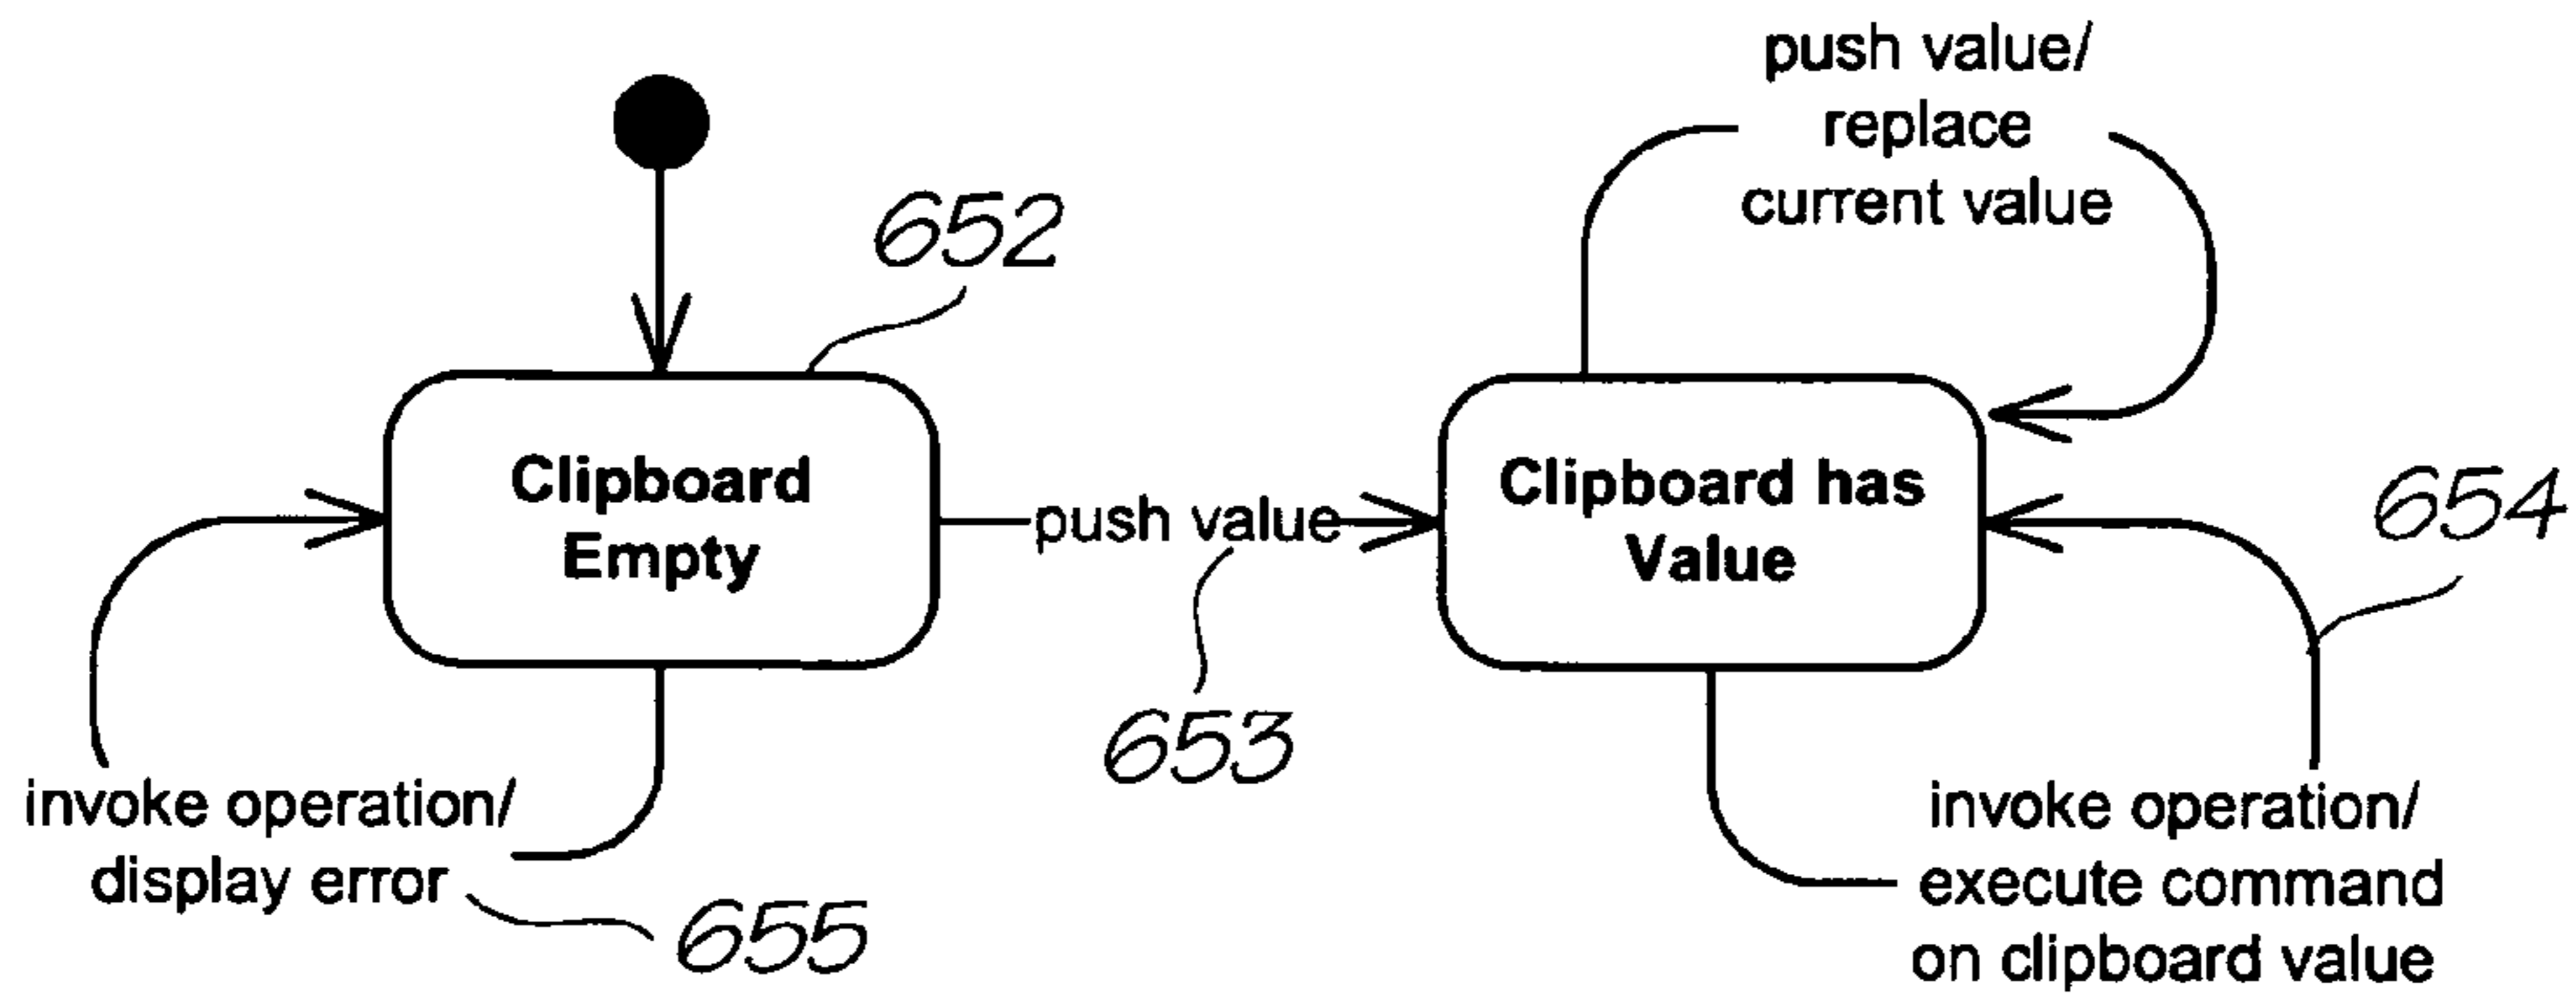 push value/
replace
current value
652
Clipboard
Empty
push value
Clipboard has
Value
654
653
invoke operation/
display error
655
invoke operation/
execute command
on clipboard value